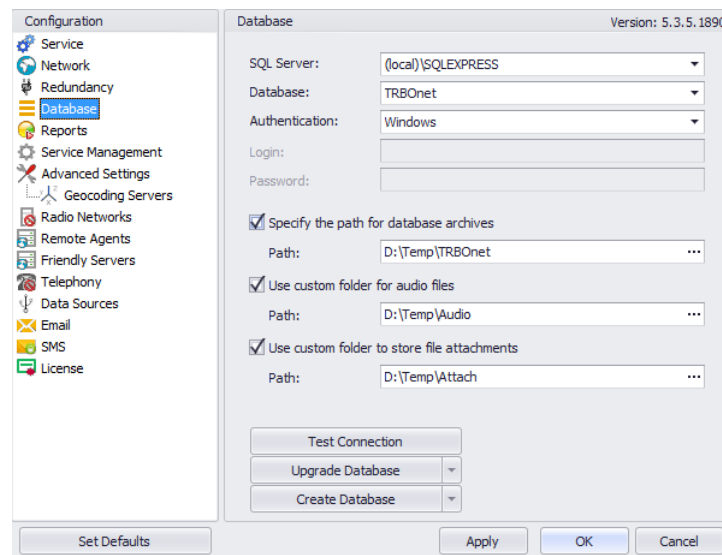 Configuration
Service
Network
Redundancy
Database
Reports
Service Management
Advanced Settings
Geocoding Servers
Radio Networks
Remote Agents
Friendly Servers
Telephony
Data Sources
Email
SMS
License
Set Defaults
Database
Version: 5.3.5.1890
SQL Server:
(local)\SQLEXPRESS
Database:
TRBOnet
Authentication:
Windows
Login:
Password:
Specify the path for database archives
Path:
D:\Temp\TRBOnet
...
Use custom folder for audio files
Path:
D:\Temp\Audio
...
Use custom folder to store file attachments
Path:
D:\Temp\Attach
...
Test Connection
Upgrade Database
Create Database
Apply
OK
Cancel